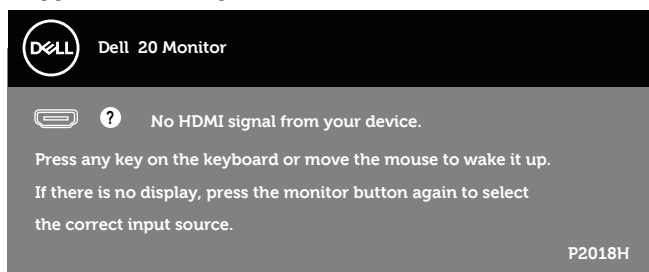 DELL
Dell 20 Monitor
? No HDMI signal from your device.
Press any key on the keyboard or move the mouse to wake it up.
If there is no display, press the monitor button again to select
the correct input source.
P2018H